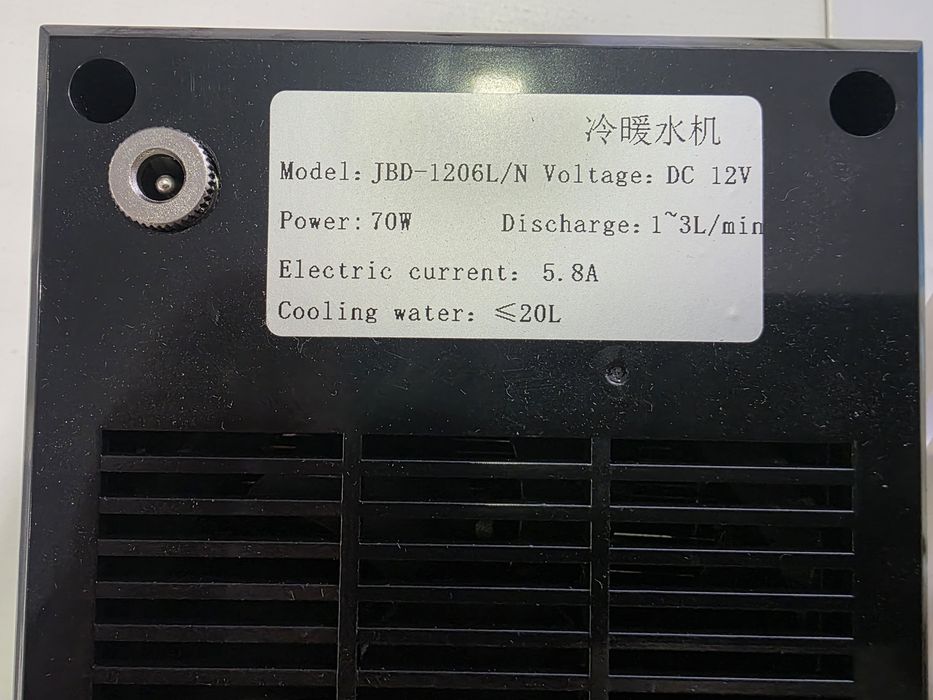 冷暖水机
Model: JBD-1206L/N Voltage: DC 12V
Power: 70W Discharge: 1~3L/min
Electric current: 5.8A
Cooling water: ≤20L